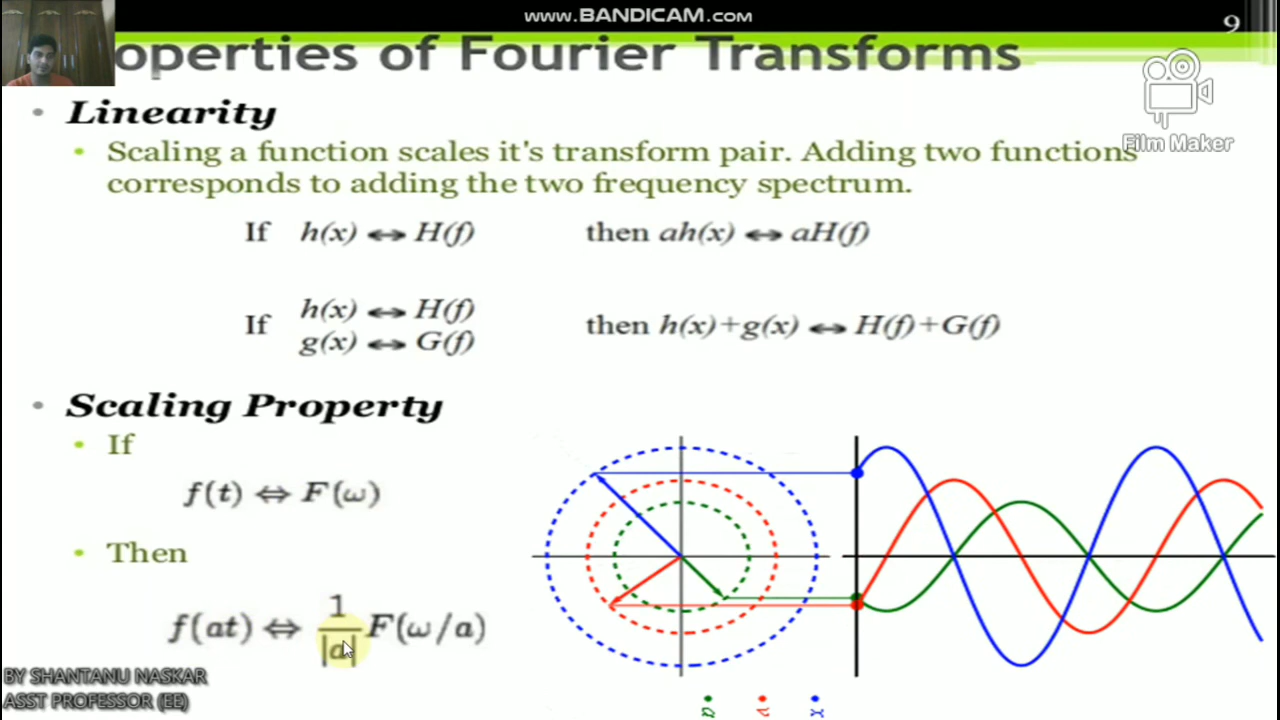 www.BANDICAM.com
9
operties of Fourier Transforms
Film Maker
• Linearity
• Scaling a function scales it's transform pair. Adding two functions
corresponds to adding the two frequency spectrum.
If h(x) ↔ H(f) then ah(x) ↔ aH(f)
If h(x) ↔ H(f)
g(x) ↔ G(f) then h(x)+g(x) ↔ H(f)+G(f)
• Scaling Property
• If
f(t) ⇔ F(ω)
• Then
f(at) ⇔ 1/|a| F(ω/a)
BY SHANTANU NASKAR
ASST PROFESSOR (EE)